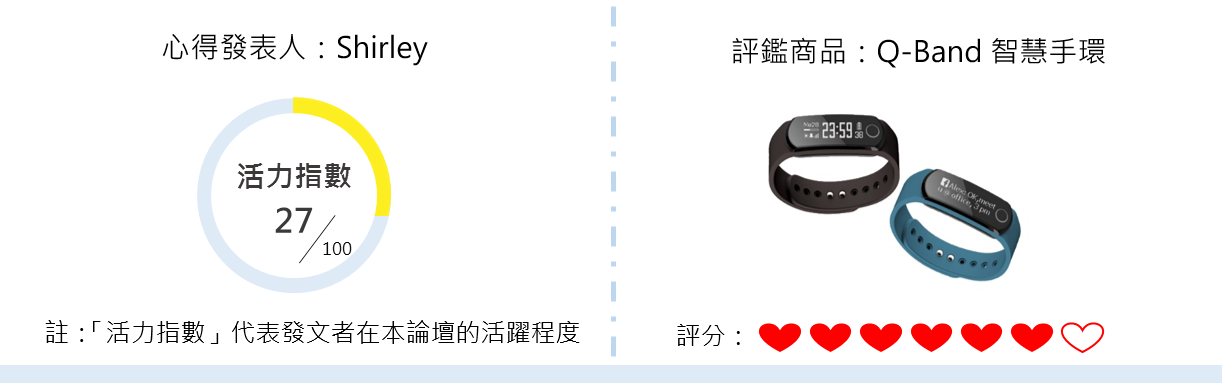 心得發表人：Shirley
活力指數
27
100
註：「活力指數」代表發文者在本論壇的活躍程度
評鑑商品：Q-Band 智慧手環
23:59
38
Alex: OK, meet
office, 3 pm
評分：